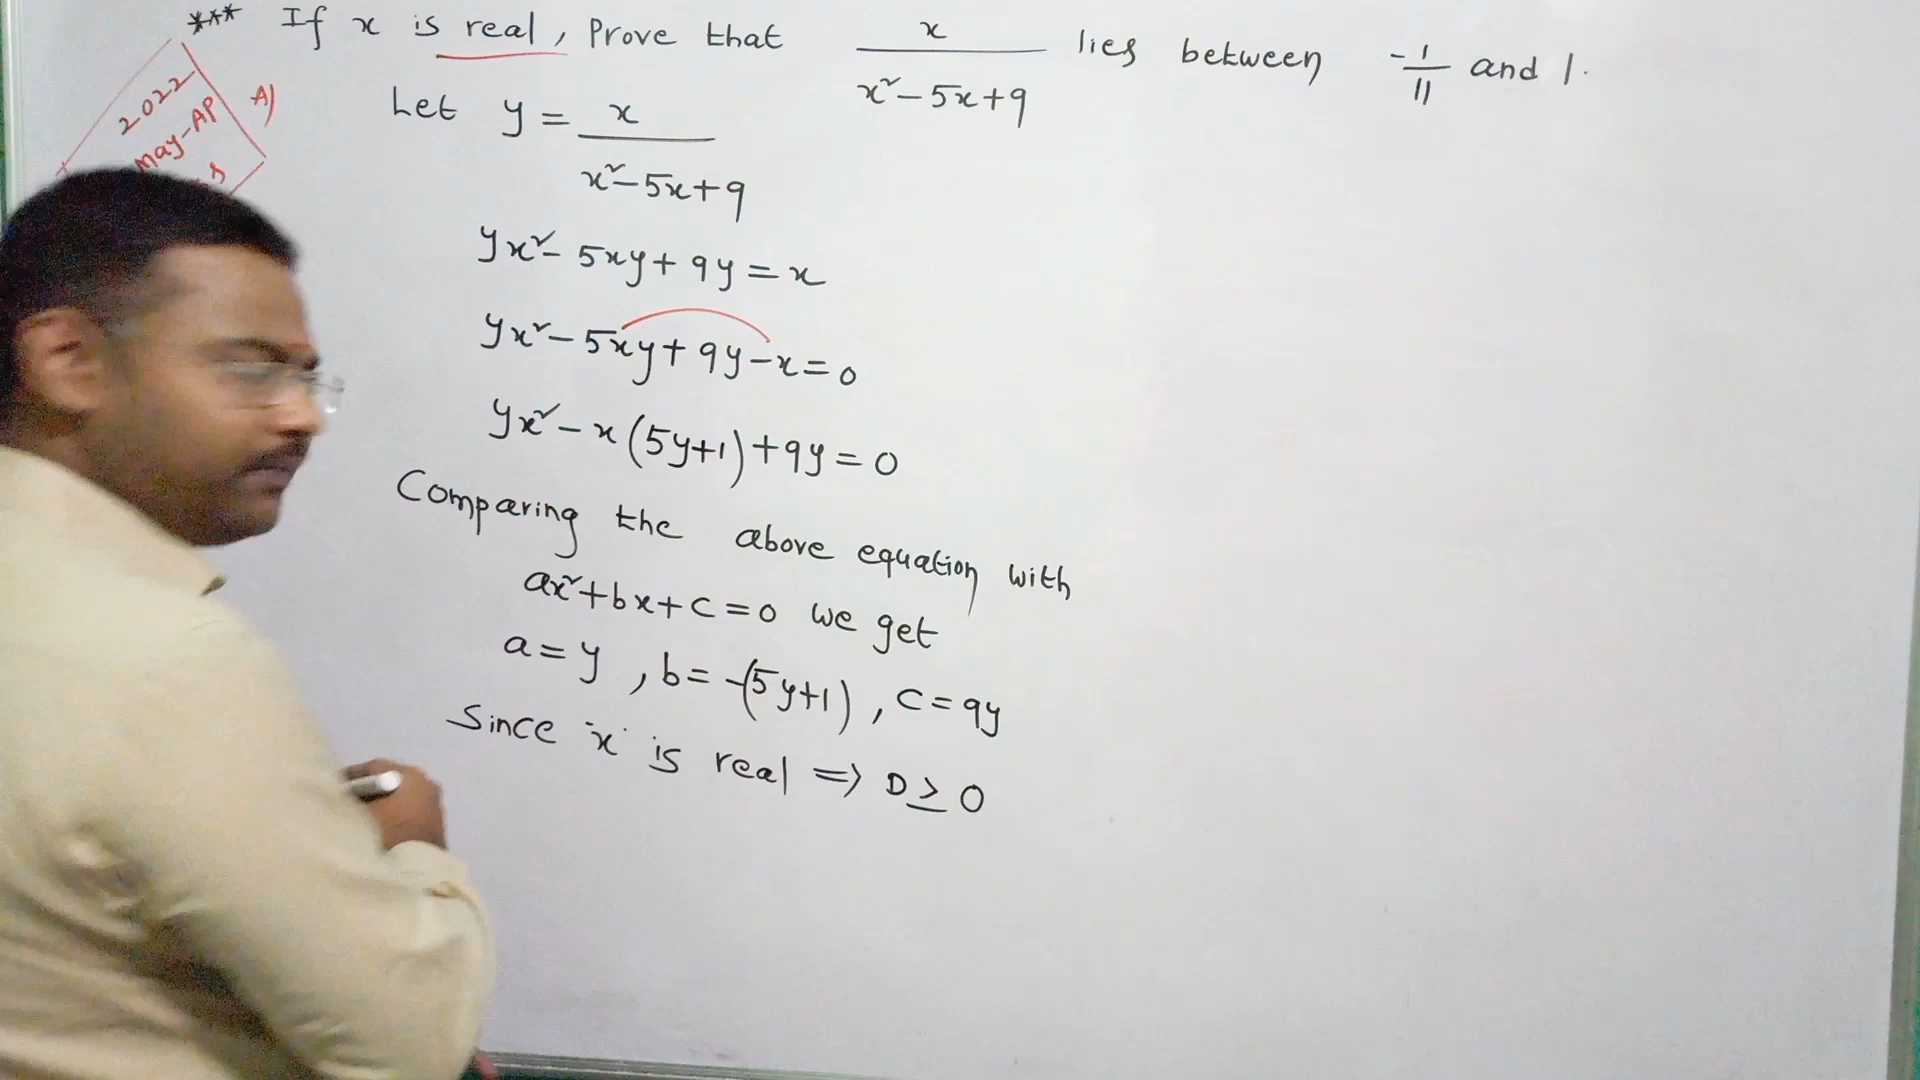 *** If x is real, Prove that x / x² - 5x + 9 lies between -1/11 and 1.
2022
May-AP
A)
Let y = x / x² - 5x + 9
yx² - 5xy + 9y = x
yx² - 5xy + 9y - x = 0
yx² - x(5y+1) + 9y = 0
Comparing the above equation with
ax² + bx + c = 0 we get
a = y, b = -(5y+1), c = 9y
Since 'x' is real ⇒ D ≥ 0